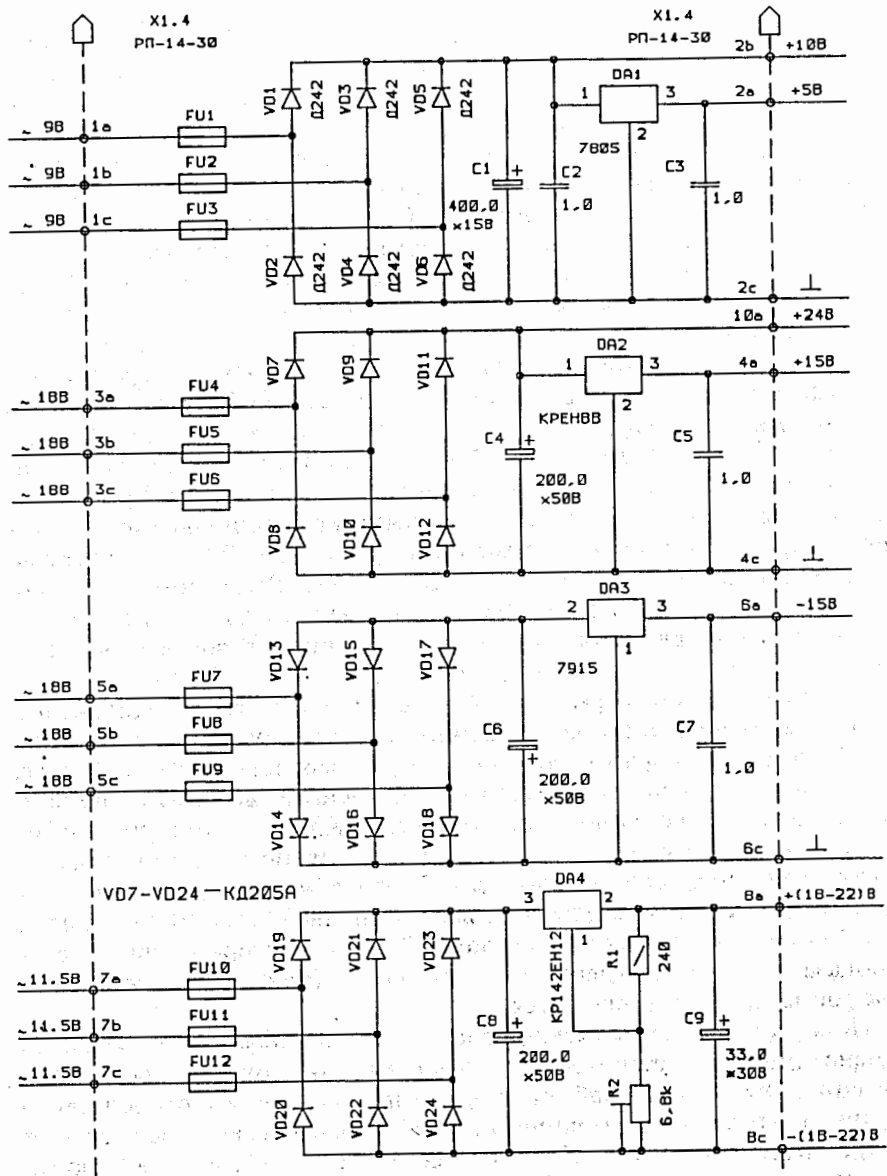 X1.4
РП-14-30
X1.4
РП-14-30
2b +10В
DA1
1 3 2a +5В
2
7805
VD1 Д242
VD3 Д242
VD5 Д242
~ 9В 1a FU1
~ 9В 1b FU2
~ 9В 1c FU3
C1 +
400,0
x15В
C2
1,0
C3
1,0
VD2 Д242
VD4 Д242
VD6 Д242
2c ⊥
10a +24В
DA2
1 3 4a +15В
2
КРЕН8В
VD7
VD9
VD11
~ 18В 3a FU4
~ 18В 3b FU5
~ 18В 3c FU6
C4 +
200,0
x50В
C5
1,0
VD8
VD10
VD12
4c ⊥
DA3
2 3 6a -15В
1
7915
VD13
VD15
VD17
~ 18В 5a FU7
~ 18В 5b FU8
~ 18В 5c FU9
C6
+
200,0
x50В
C7
1,0
VD14
VD16
VD18
6c ⊥
VD7-VD24 — КД205А
DA4
3 2 8a +(18-22)В
1
КР142ЕН12
VD19
VD21
VD23
R1
240
~11.5В 7a FU10
~14.5В 7b FU11
~11.5В 7c FU12
C8 +
200,0
x50В
C9 +
33,0
ж30В
R2
6,8k
VD20
VD22
VD24
8c -(18-22)В